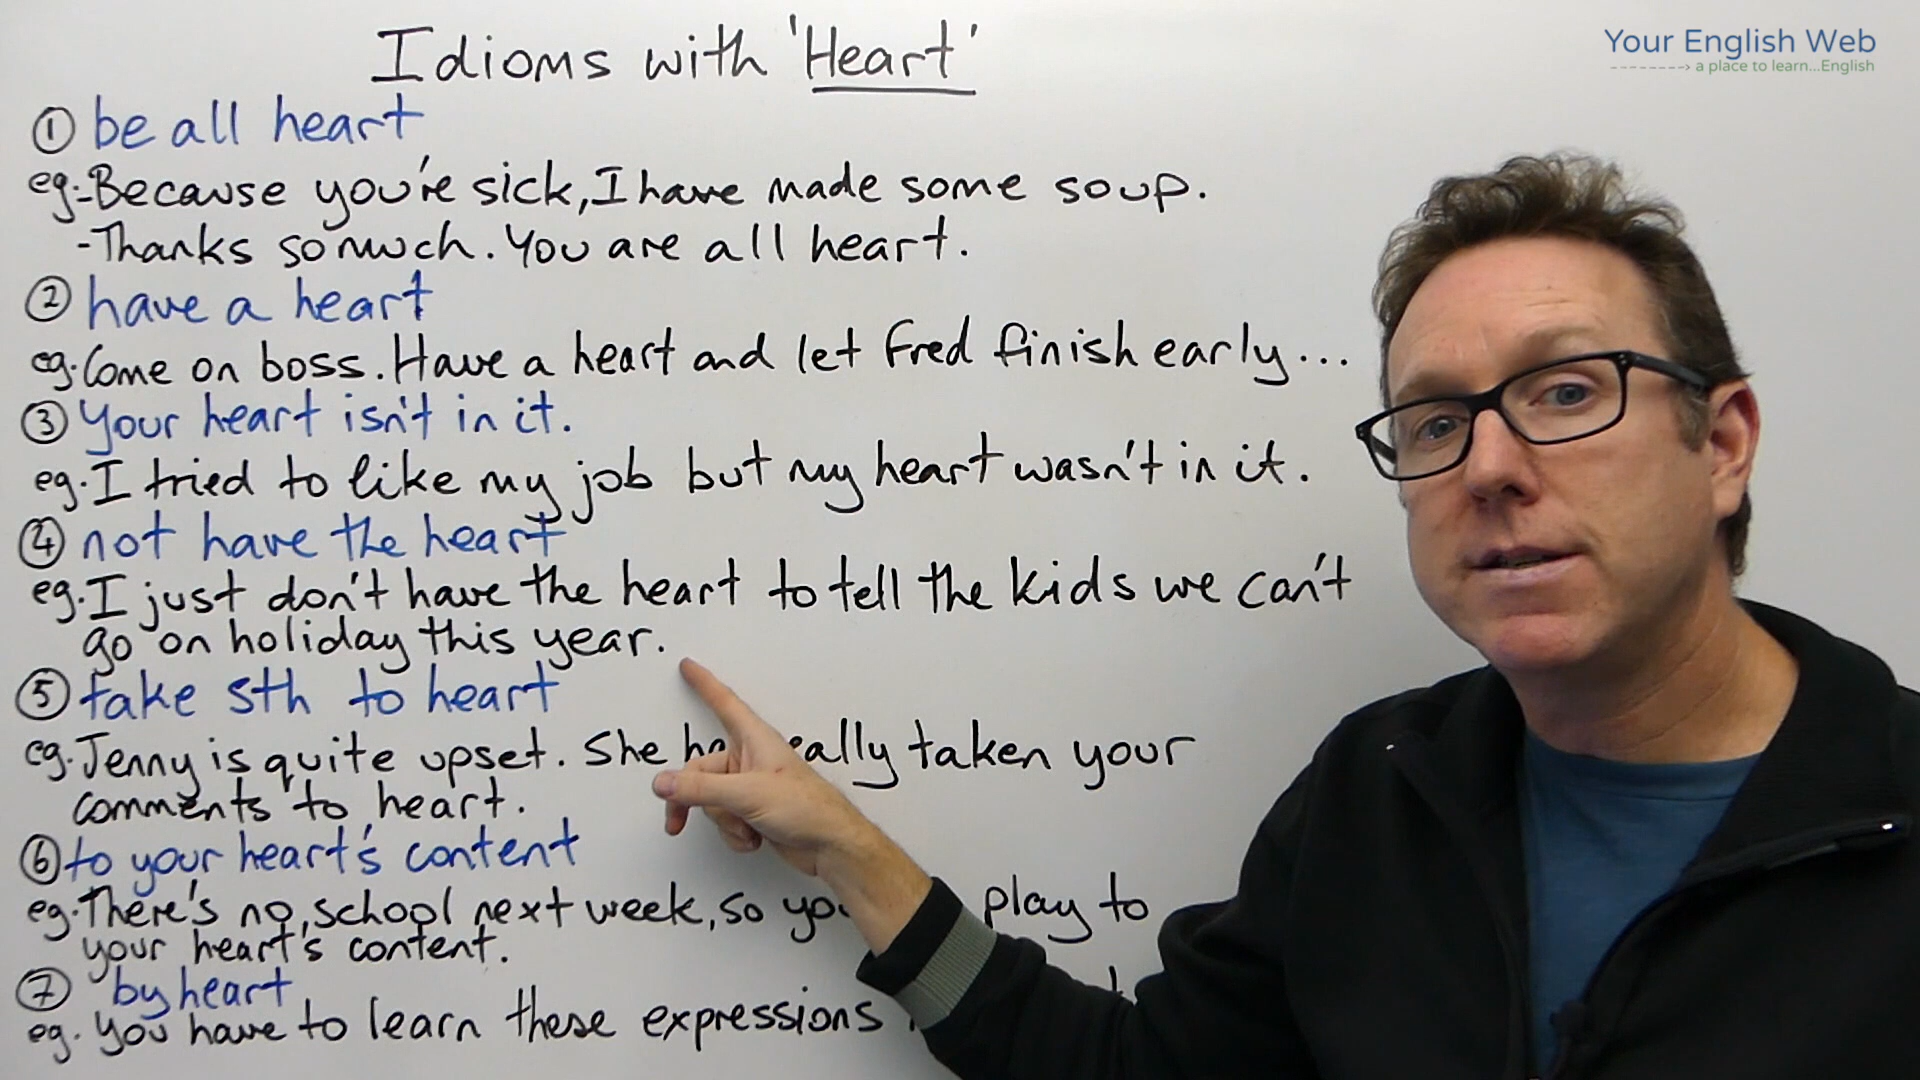 Idioms with 'Heart'
Your English Web
--------> a place to learn...English
① be all heart
eg.-Because you're sick, I have made some soup.
-Thanks so much. You are all heart.
② have a heart
eg. Come on boss. Have a heart and let Fred finish early...
③ your heart isn't in it.
eg. I tried to like my job but my heart wasn't in it.
④ not have the heart
eg. I just don't have the heart to tell the kids we can't
go on holiday this year.
⑤ take sth to heart
eg. Jenny is quite upset. She taken your
comments to heart.
⑥ to your heart's content
eg. There's no school next week, so play to
your heart's content.
⑦ by heart
eg. You have to learn these expressions